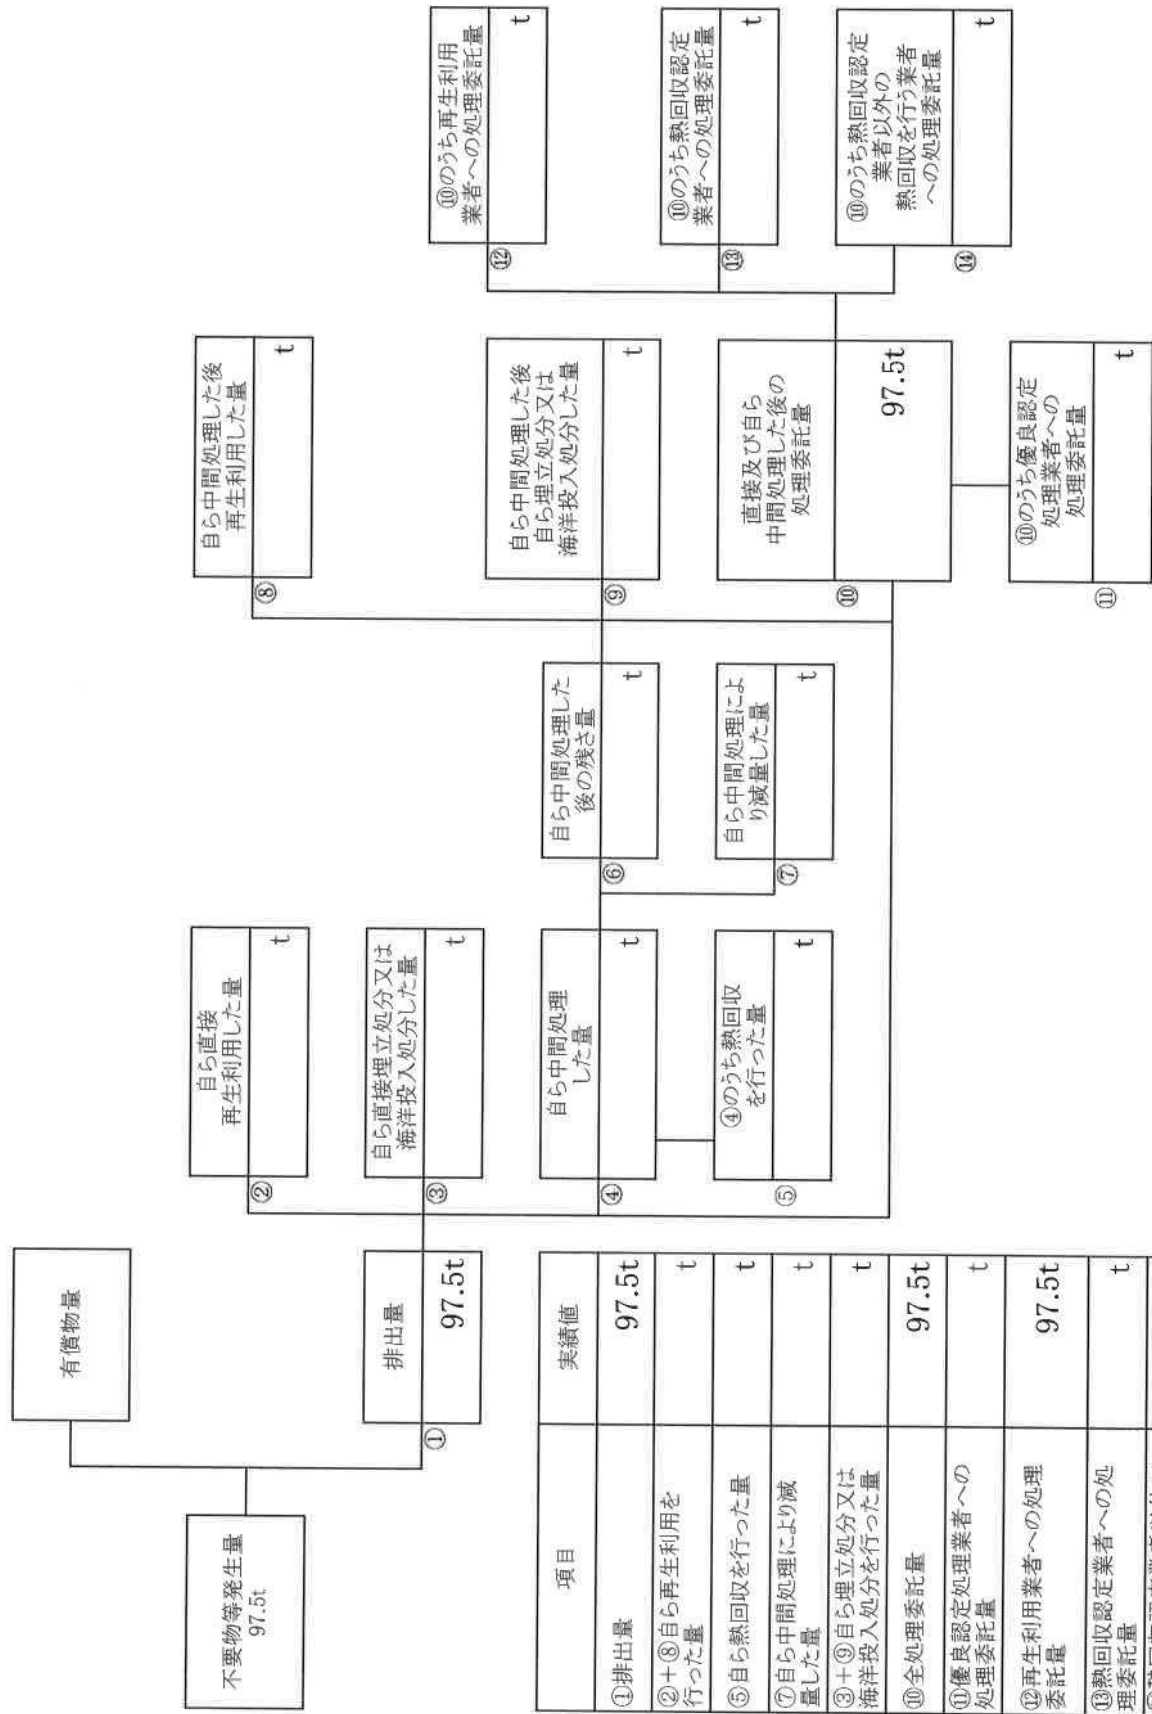 不要物等発生量
97.5t
有償物量
①
排出量
97.5t
②
自ら直接
再生利用した量
t
③
自ら直接埋立処分又は
海洋投入処分した量
t
④
自ら中間処理
した量
t
⑤
④のうち熱回収
を行った量
t
⑥
自ら中間処理した
後の残さ量
t
⑦
自ら中間処理によ
り減量した量
t
⑧
自ら中間処理した後
再生利用した量
t
⑨
自ら中間処理した後
自ら埋立処分又は
海洋投入処分した量
t
⑩
直接及び自ら
中間処理した後の
処理委託量
97.5t
⑪
⑩のうち優良認定
処理業者への
処理委託量
t
⑫
⑩のうち再生利用
業者への処理委託量
t
⑬
⑩のうち熱回収認定
業者への処理委託量
t
⑭
⑩のうち熱回収認定
業者以外の
熱回収を行う業者
への処理委託量
t
項目
実績値
①排出量
97.5t
②+⑧自ら再生利用を
行った量
t
⑤自ら熱回収を行った量
t
⑦自ら中間処理により減
量した量
t
③+⑨自ら埋立処分又は
海洋投入処分を行った量
t
⑩全処理委託量
97.5t
⑪優良認定処理業者への
処理委託量
t
⑫再生利用業者への処理
委託量
97.5t
⑬熱回収認定業者への処
理委託量
t